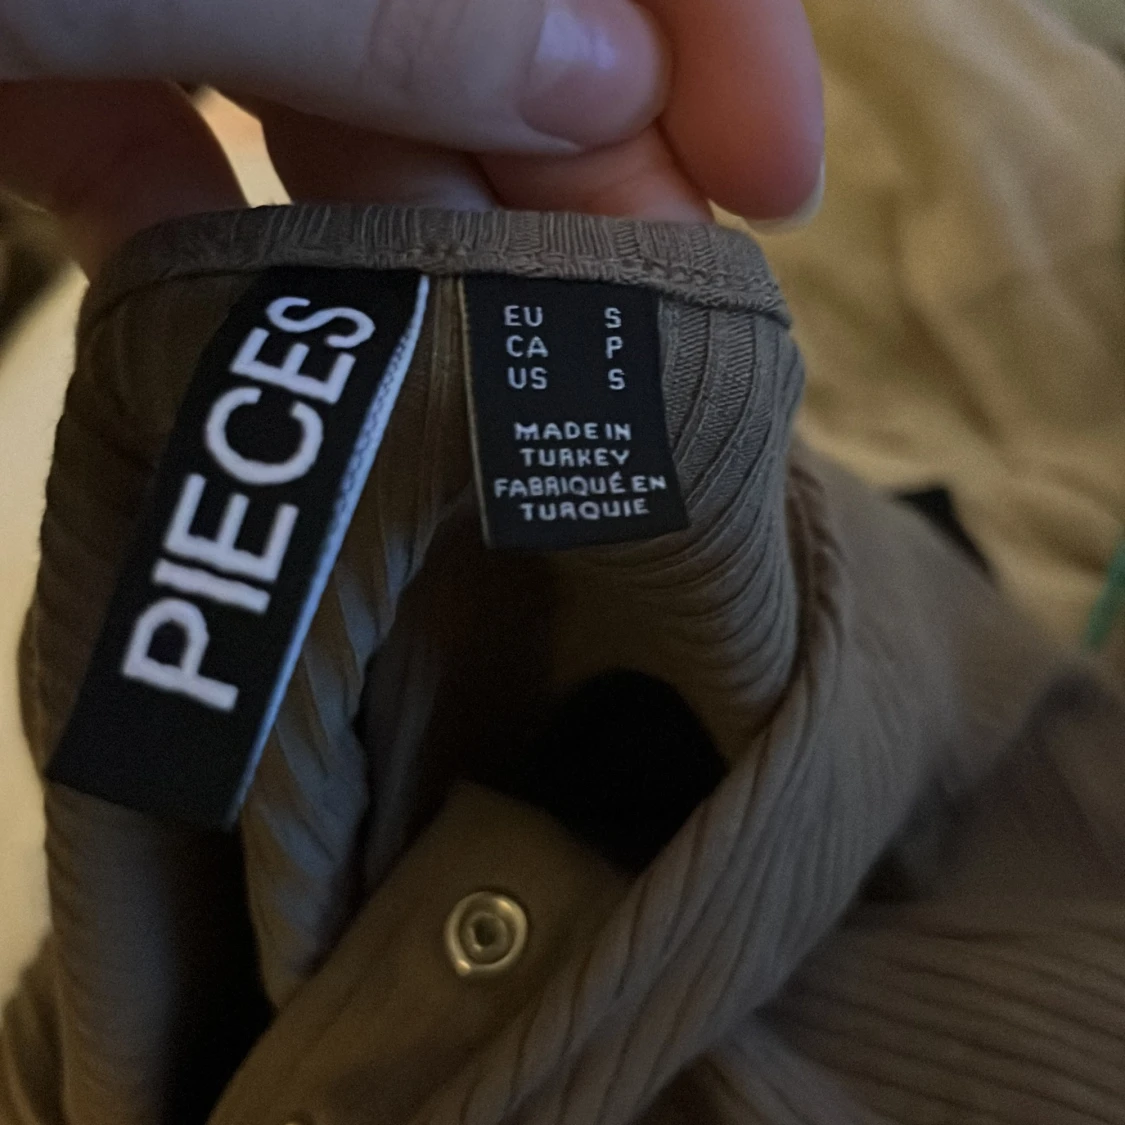 PIECES
EU S
CA P
US S
MADE IN
TURKEY
FABRIQUÉ EN
TURQUIE